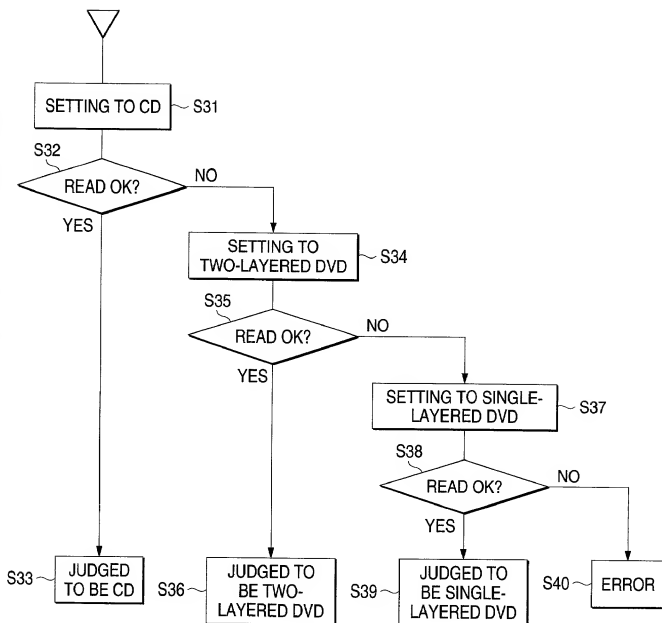 SETTING TO CD
S31
S32
READ OK?
NO
YES
SETTING TO
TWO-LAYERED DVD
S34
S35
READ OK?
NO
YES
SETTING TO SINGLE-
LAYERED DVD
S37
S38
READ OK?
NO
YES
S33
JUDGED
TO BE CD
S36
JUDGED TO
BE TWO-
LAYERED DVD
S39
JUDGED TO
BE SINGLE-
LAYERED DVD
S40
ERROR